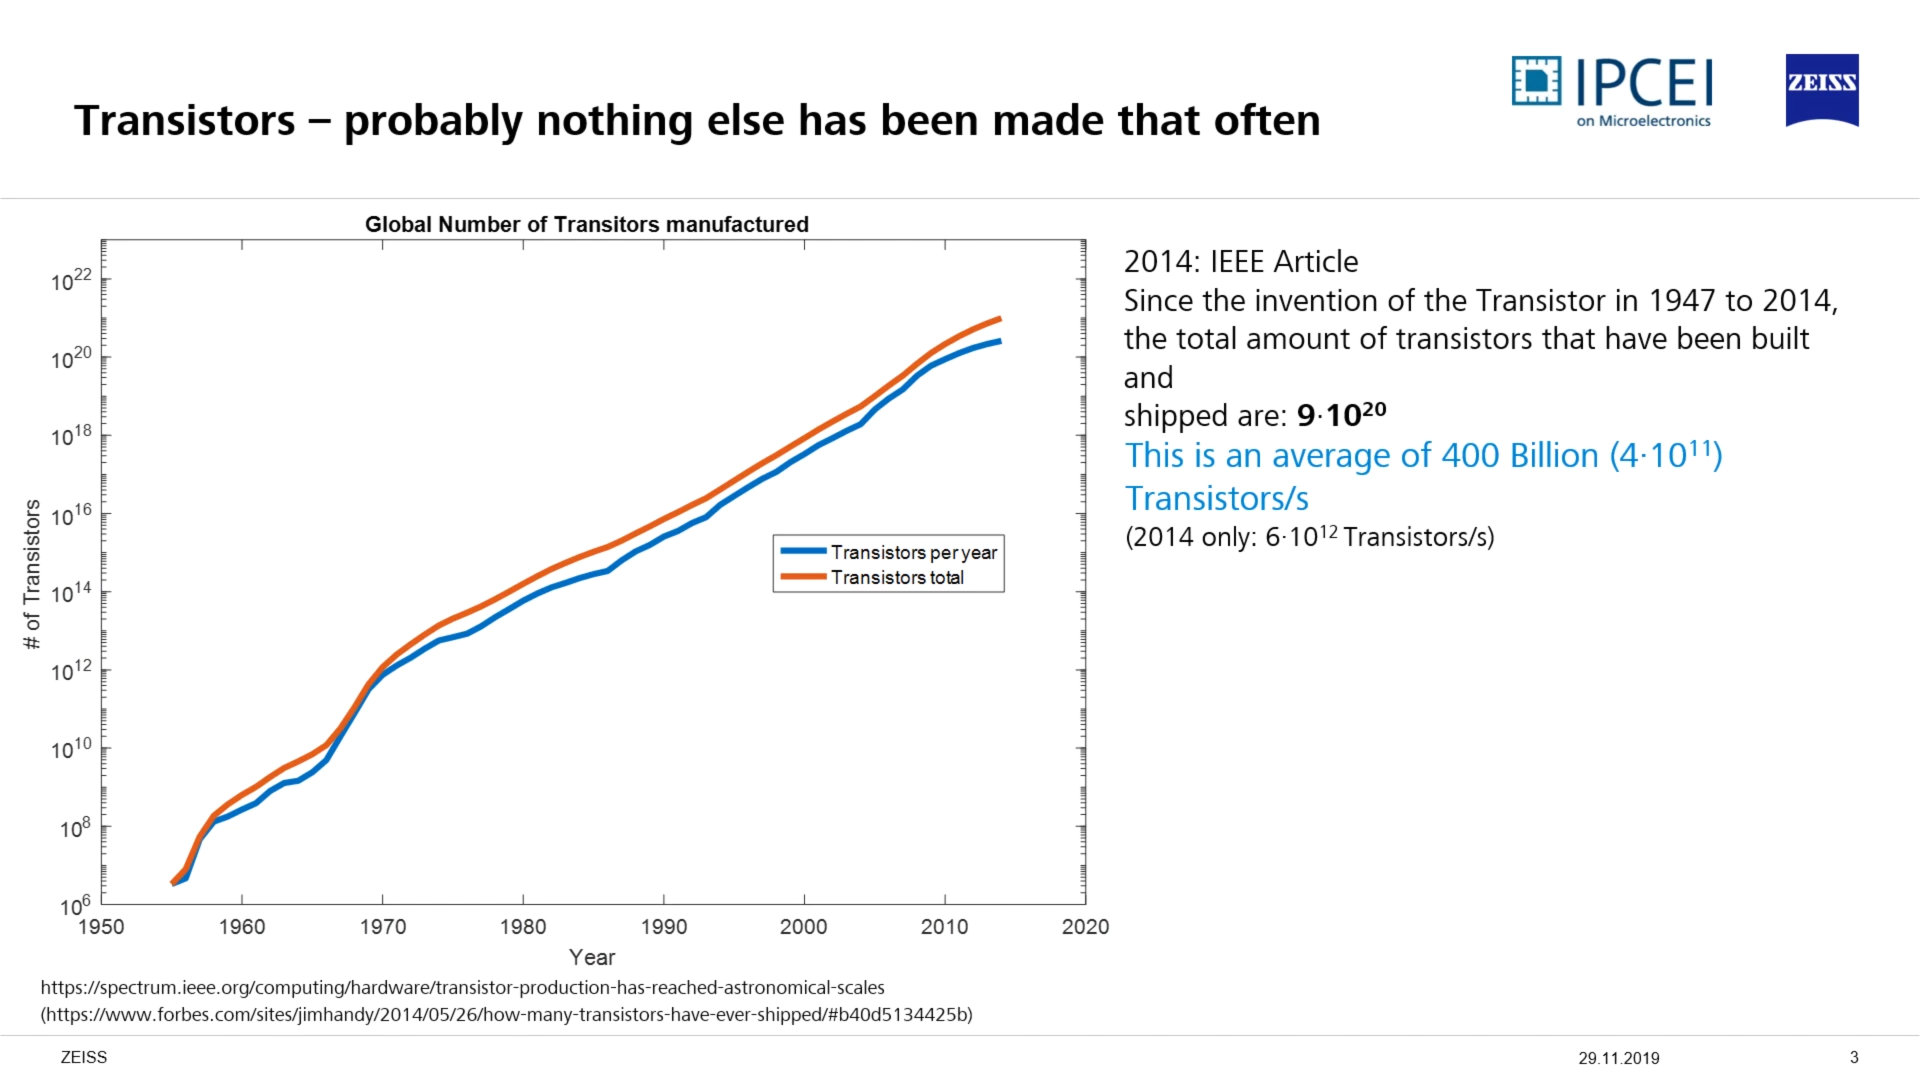 Transistors – probably nothing else has been made that often
IPCEI
on Microelectronics
ZEISS
Global Number of Transitors manufactured
10²²
10²⁰
10¹⁸
10¹⁶
10¹⁴
10¹²
10¹⁰
10⁸
10⁶
# of Transistors
Transistors per year
Transistors total
1950 1960 1970 1980 1990 2000 2010 2020
Year
2014: IEEE Article
Since the invention of the Transistor in 1947 to 2014,
the total amount of transistors that have been built
and
shipped are: 9·10²⁰
This is an average of 400 Billion (4·10¹¹)
Transistors/s
(2014 only: 6·10¹² Transistors/s)
https://spectrum.ieee.org/computing/hardware/transistor-production-has-reached-astronomical-scales
(https://www.forbes.com/sites/jimhandy/2014/05/26/how-many-transistors-have-ever-shipped/#b40d5134425b)
ZEISS
29.11.2019
3